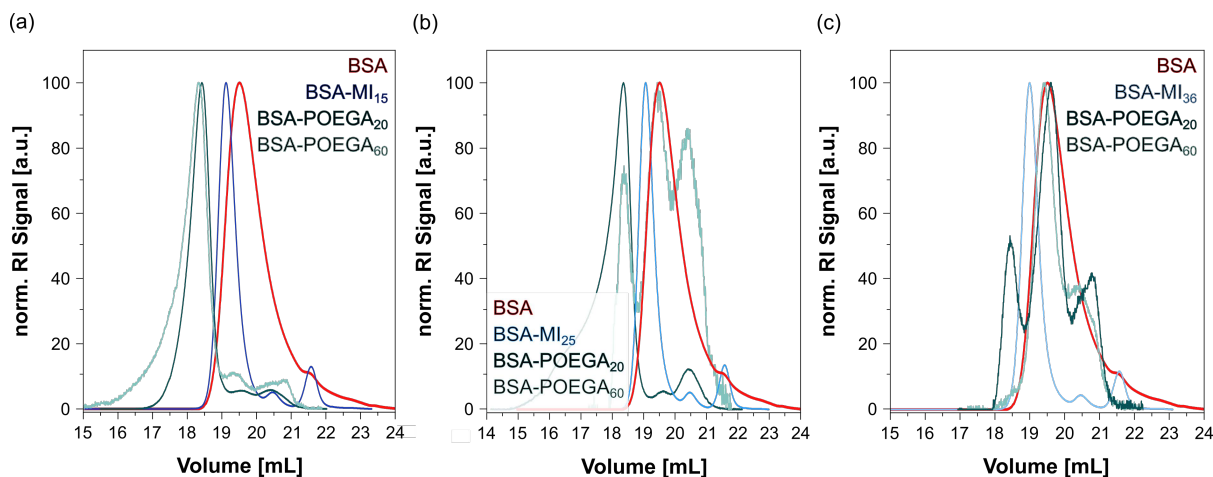 (a)
norm. RI Signal [a.u.]
100
80
60
40
20
0
BSA
BSA-MI15
BSA-POEGA20
BSA-POEGA60
15 16 17 18 19 20 21 22 23 24
Volume [mL]
(b)
norm. RI Signal [a.u.]
100
80
60
40
20
0
BSA
BSA-MI25
BSA-POEGA20
BSA-POEGA60
14 15 16 17 18 19 20 21 22 23 24
Volume [mL]
(c)
norm. RI Signal [a.u.]
100
80
60
40
20
0
BSA
BSA-MI36
BSA-POEGA20
BSA-POEGA60
15 16 17 18 19 20 21 22 23 24
Volume [mL]